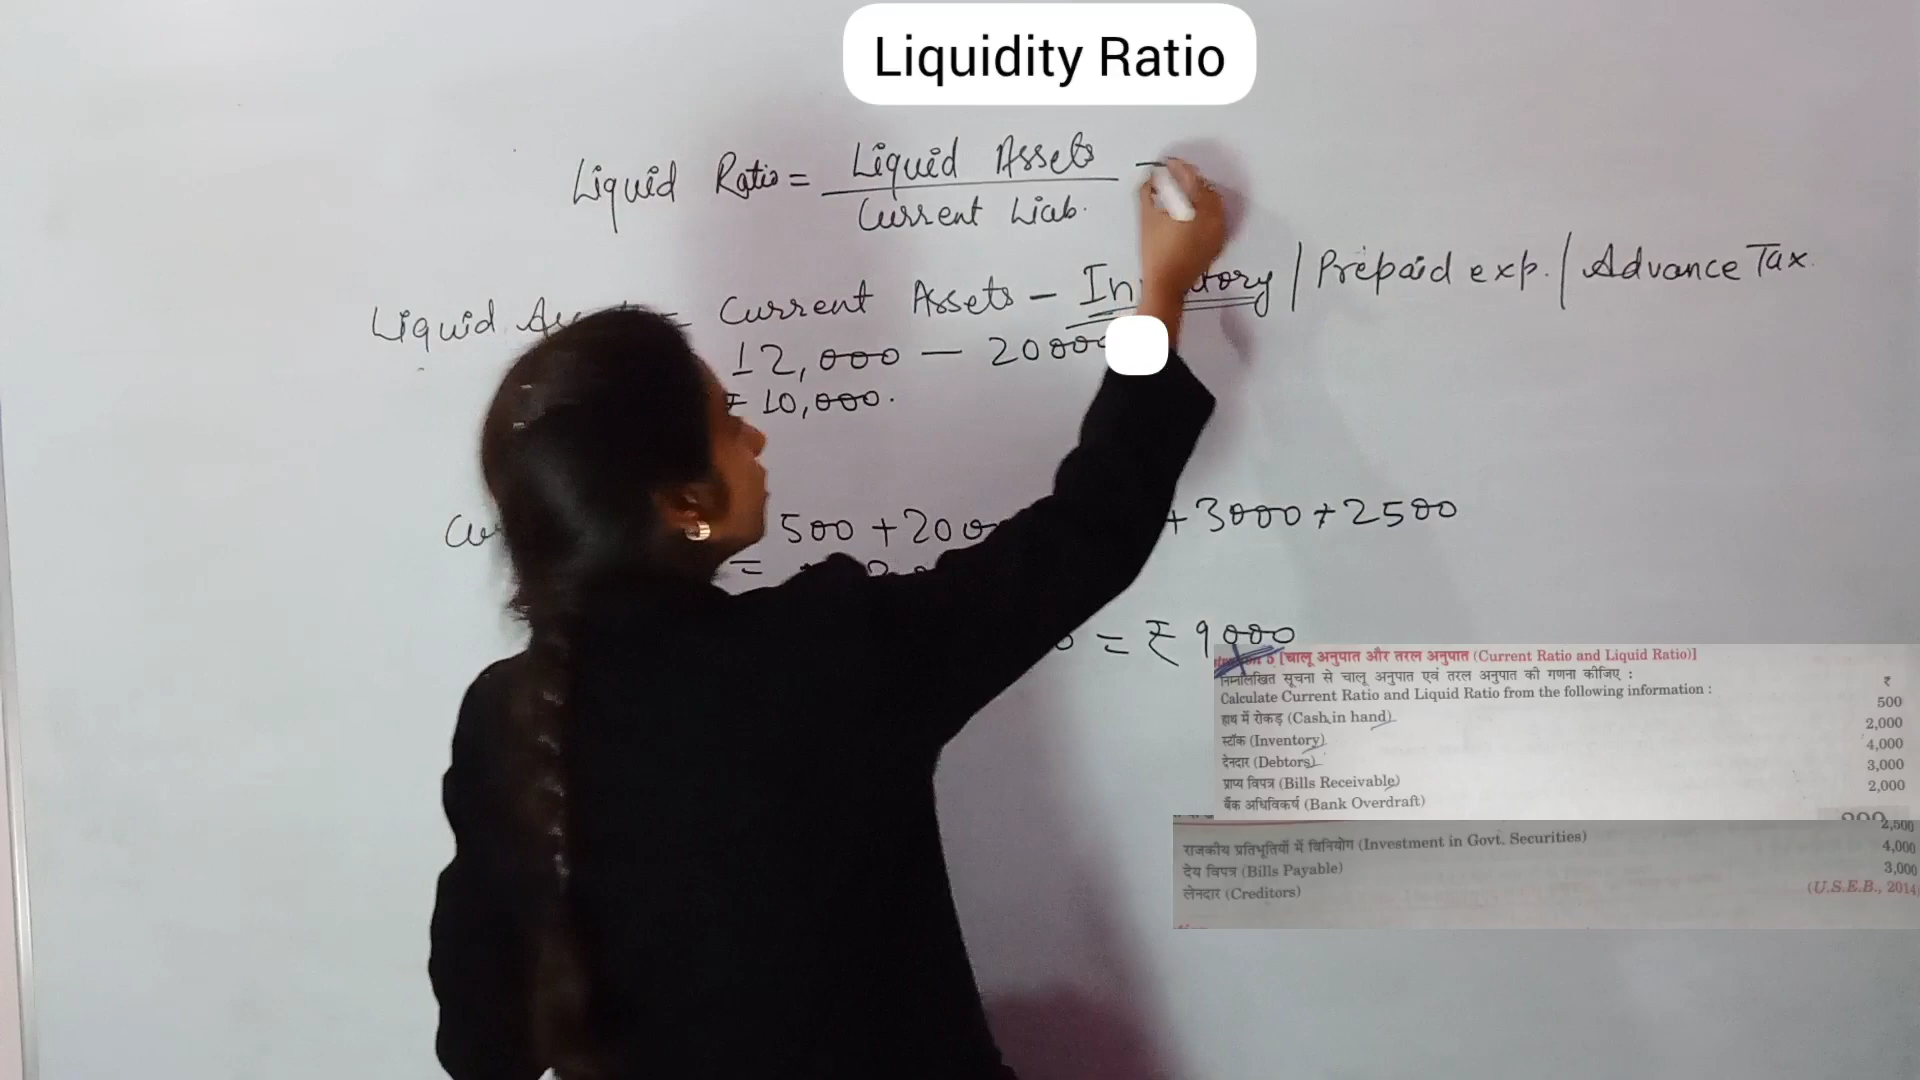 Liquidity Ratio
Liquid Ratio = Liquid Assets =
Current Liab.
Liquid = Current Assets - / Prepaid exp. / Advance Tax.
12,000 - 2000
= 10,000.
500 + + 3000 + 2500
=
= ₹ 9000
[चालू अनुपात और तरल अनुपात (Current Ratio and Liquid Ratio)]
निम्नलिखित सूचना से चालू अनुपात एवं तरल अनुपात की गणना कीजिए :
Calculate Current Ratio and Liquid Ratio from the following information : ₹
हाथ में रोकड़ (Cash in hand) 500
स्टॉक (Inventory) 2,000
देनदार (Debtors) 4,000
प्राप्य विपत्र (Bills Receivable) 3,000
बैंक अधिविकर्ष (Bank Overdraft) 2,000
राजकीय प्रतिभूतियों में विनियोग (Investment in Govt. Securities) 2,500
देय विपत्र (Bills Payable) 4,000
लेनदार (Creditors) 3,000
(U.S.E.B., 2014)